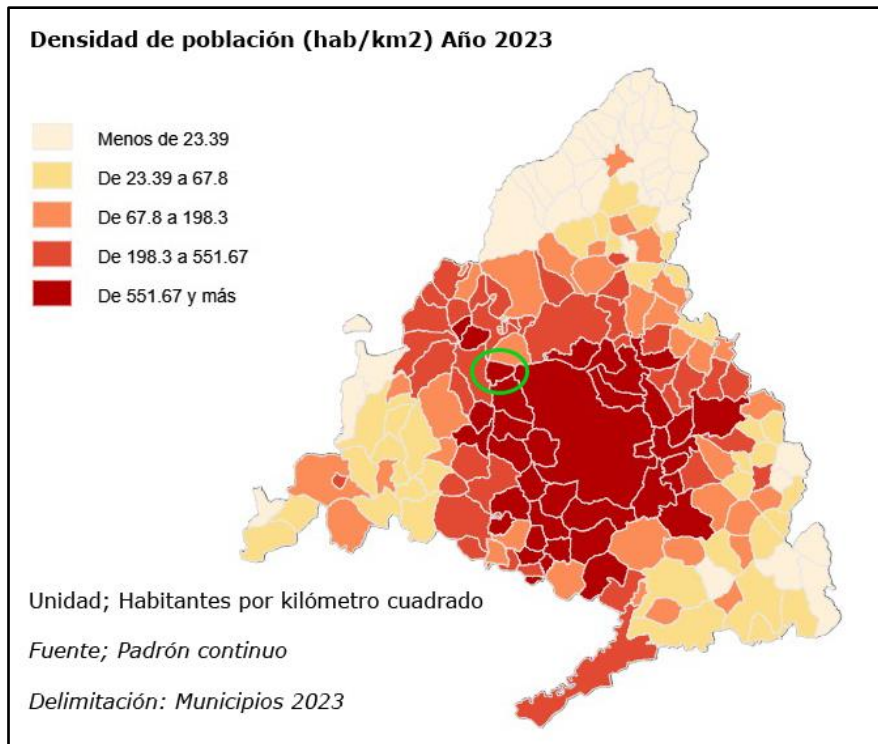 Densidad de población (hab/km2) Año 2023
Menos de 23.39
De 23.39 a 67.8
De 67.8 a 198.3
De 198.3 a 551.67
De 551.67 y más
Unidad; Habitantes por kilómetro cuadrado
Fuente; Padrón continuo
Delimitación: Municipios 2023